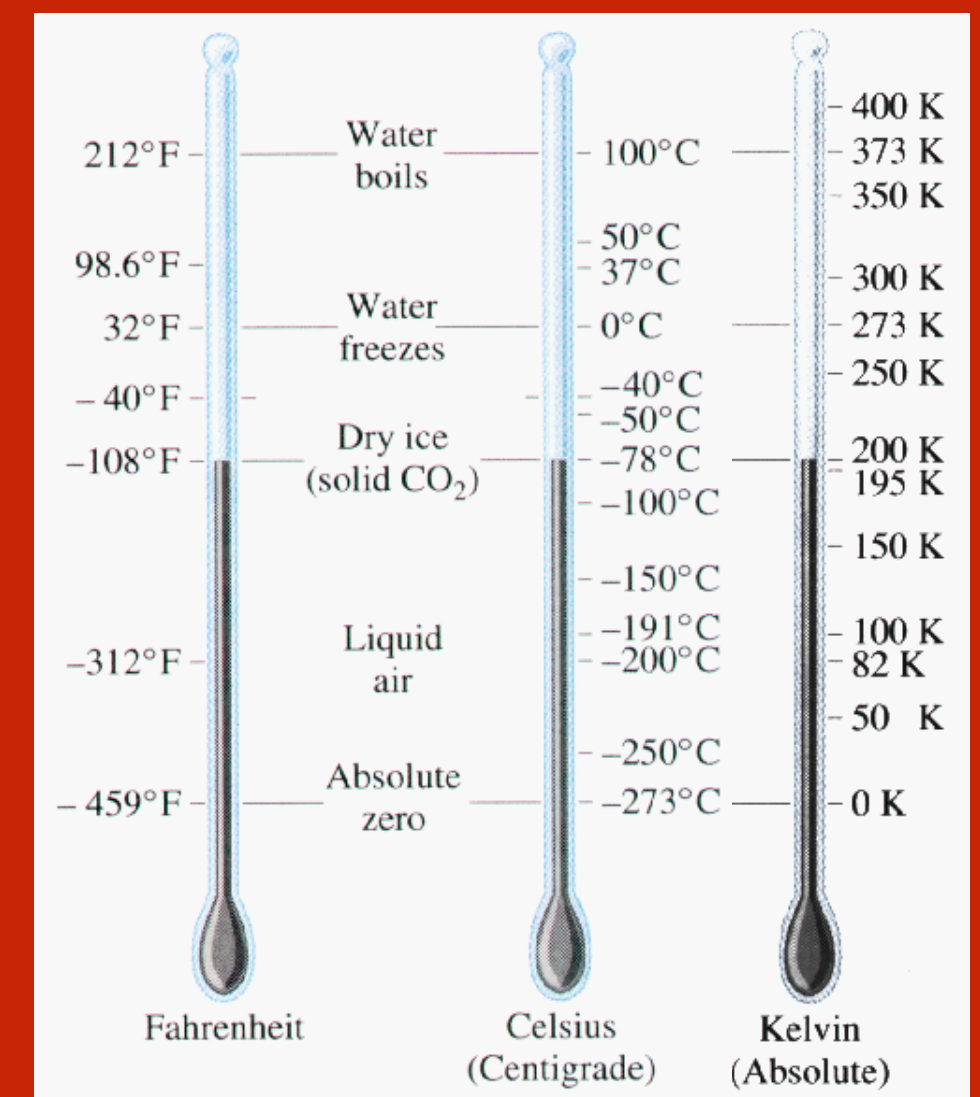 212°F
98.6°F
32°F
– 40°F
–108°F
–312°F
– 459°F
Fahrenheit
Water
boils
Water
freezes
Dry ice
(solid CO₂)
Liquid
air
Absolute
zero
100°C
50°C
37°C
0°C
–40°C
–50°C
–78°C
–100°C
–150°C
–191°C
–200°C
–250°C
–273°C
Celsius
(Centigrade)
400 K
373 K
350 K
300 K
273 K
250 K
200 K
195 K
150 K
100 K
82 K
50 K
0 K
Kelvin
(Absolute)